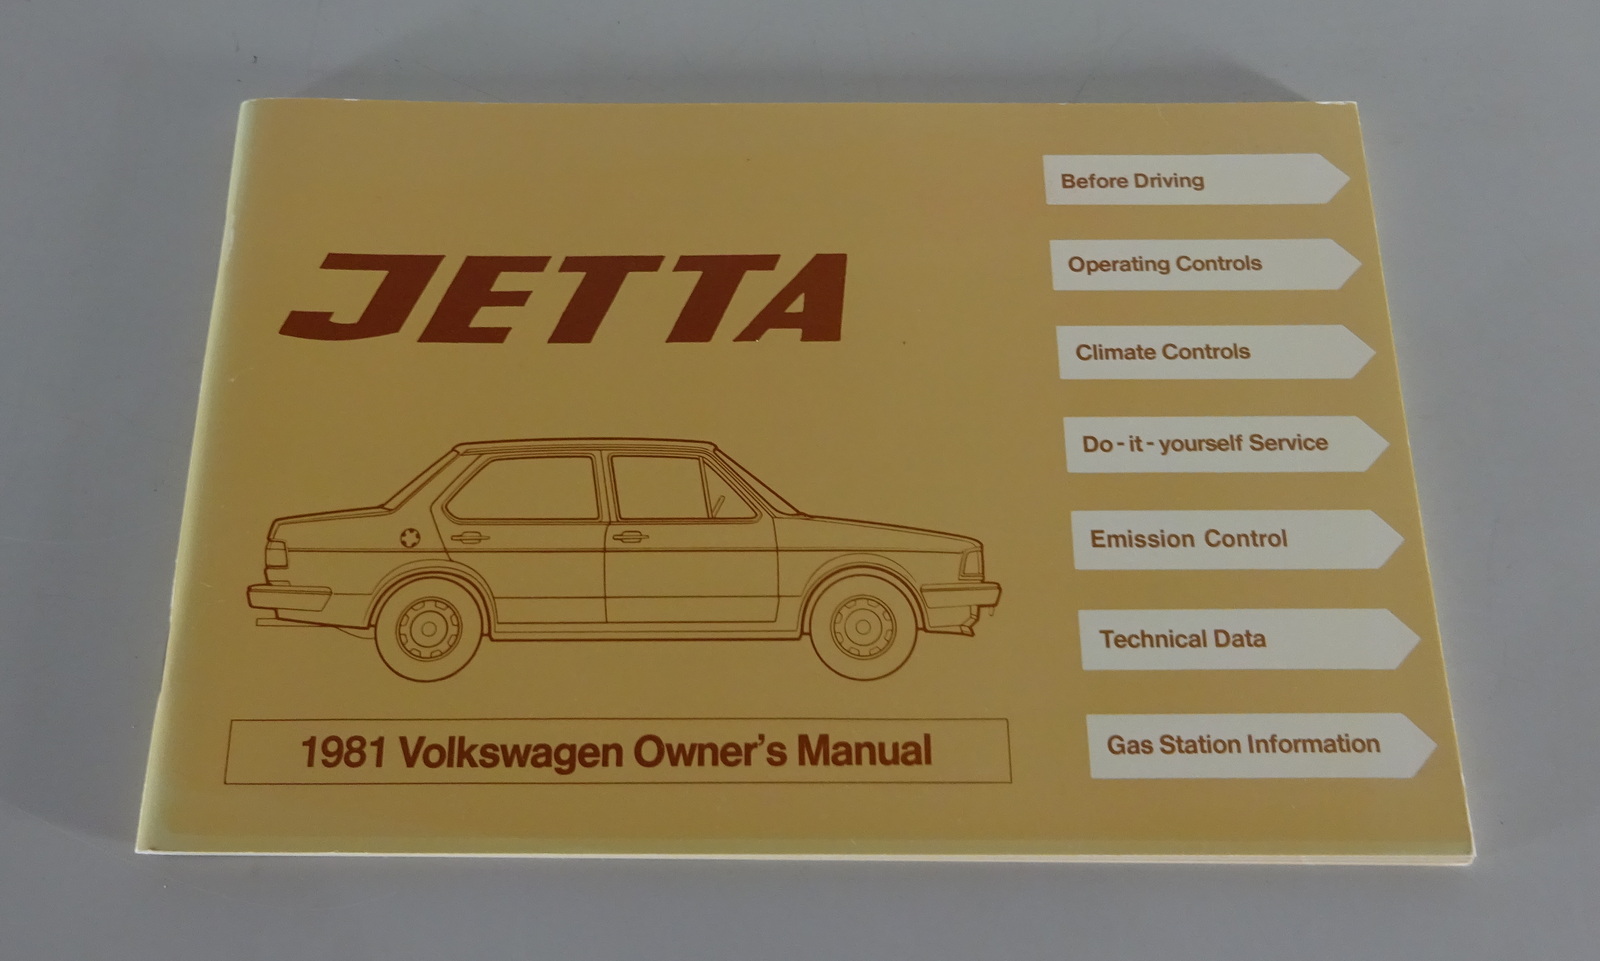 JETTA
1981 Volkswagen Owner's Manual
Before Driving
Operating Controls
Climate Controls
Do-it-yourself Service
Emission Control
Technical Data
Gas Station Information